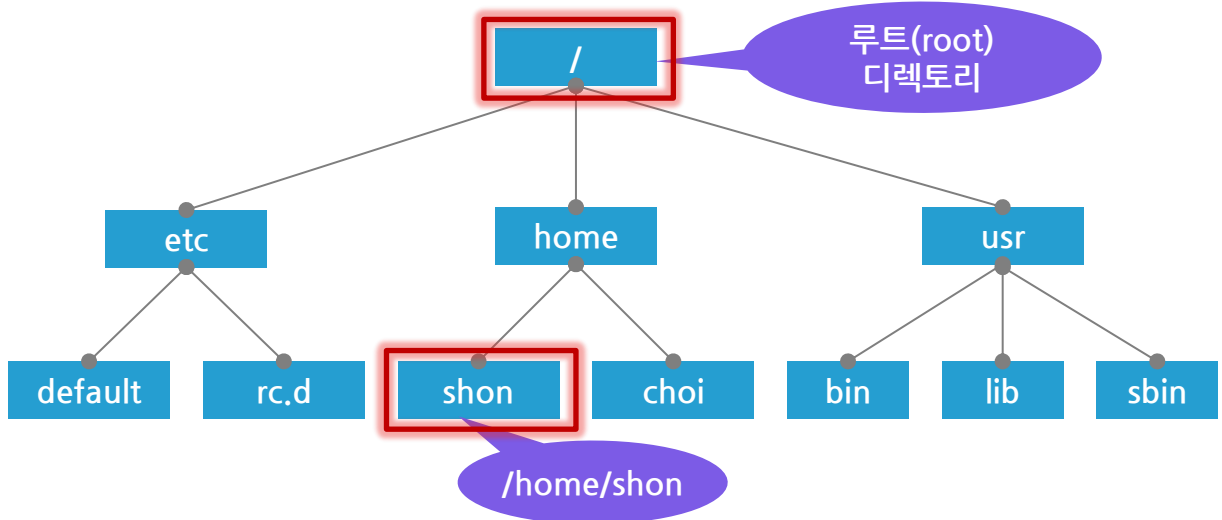 /
루트(root)
디렉토리
etc
home
usr
default
rc.d
shon
choi
bin
lib
sbin
/home/shon